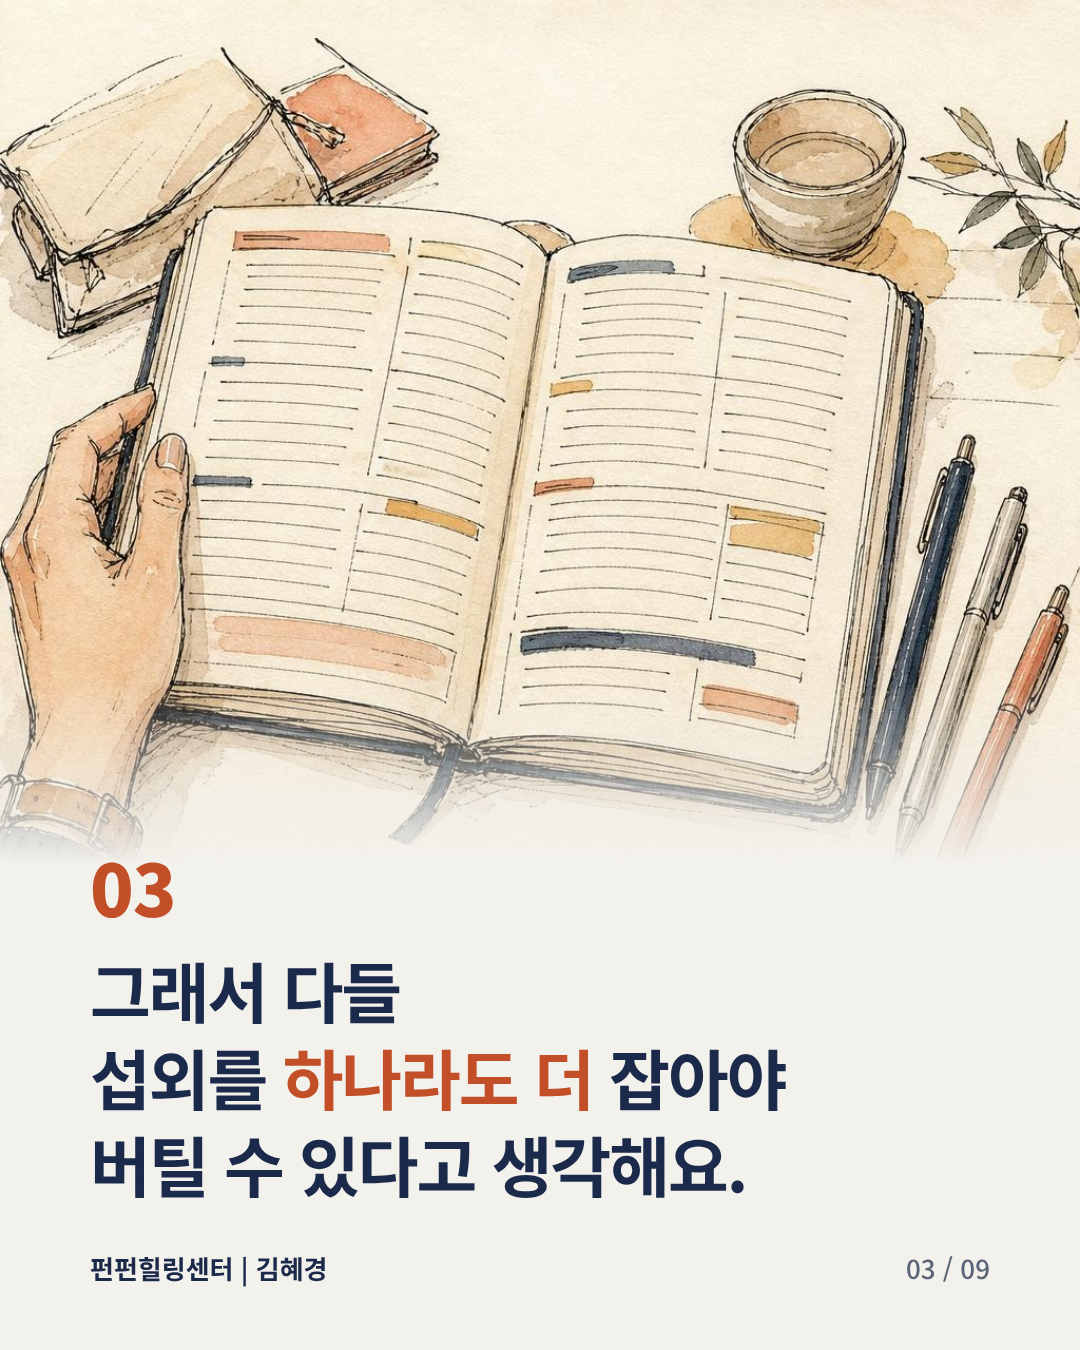 03
그래서 다들
섭외를 하나라도 더 잡아야
버틸 수 있다고 생각해요.
펀펀힐링센터 | 김혜경
03 / 09